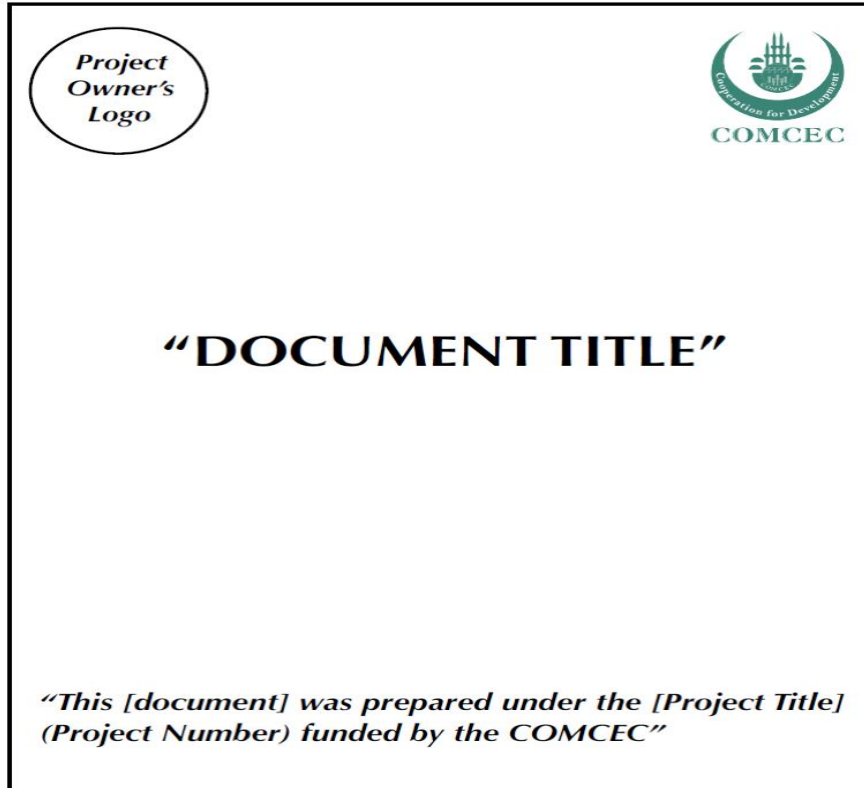 Project
Owner's
Logo
COMCEC
Cooperation for Development
COMCEC
“DOCUMENT TITLE”
“This [document] was prepared under the [Project Title]
(Project Number) funded by the COMCEC”